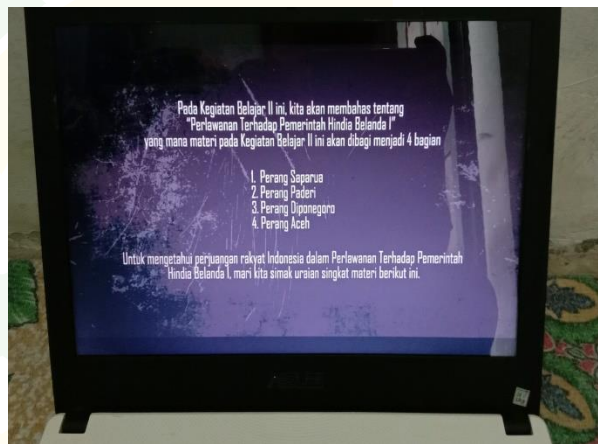 Pada Kegiatan Belajar II ini, kita akan membahas tentang
"Perlawanan Terhadap Pemerintah Hindia Belanda I"
yang mana materi pada Kegiatan Belajar II ini akan dibagi menjadi 4 bagian
1. Perang Saparua
2. Perang Paderi
3. Perang Diponegoro
4. Perang Aceh
Untuk mengetahui perjuangan rakyat Indonesia dalam Perlawanan Terhadap Pemerintah
Hindia Belanda I, mari kita simak uraian singkat materi berikut ini.
ASUS